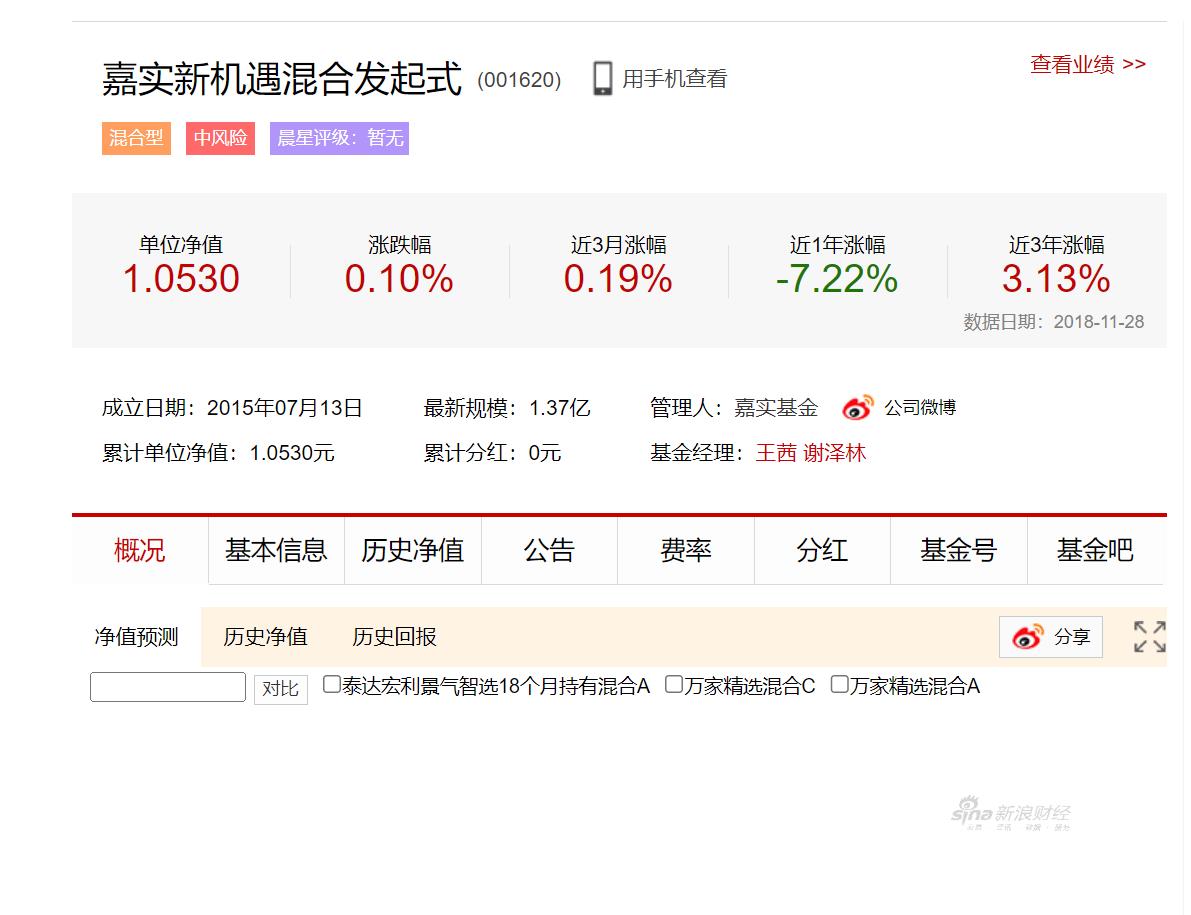 嘉实新机遇混合发起式 (001620) 用手机查看 查看业绩 >>
混合型 中风险 晨星评级：暂无
单位净值 涨跌幅 近3月涨幅 近1年涨幅 近3年涨幅
1.0530 0.10% 0.19% -7.22% 3.13%
数据日期：2018-11-28
成立日期：2015年07月13日 最新规模：1.37亿 管理人：嘉实基金 公司微博
累计单位净值：1.0530元 累计分红：0元 基金经理：王茜 谢泽林
概况 基本信息 历史净值 公告 费率 分红 基金号 基金吧
净值预测 历史净值 历史回报 分享
对比 泰达宏利景气智选18个月持有混合A 万家精选混合C 万家精选混合A
sina 新浪财经